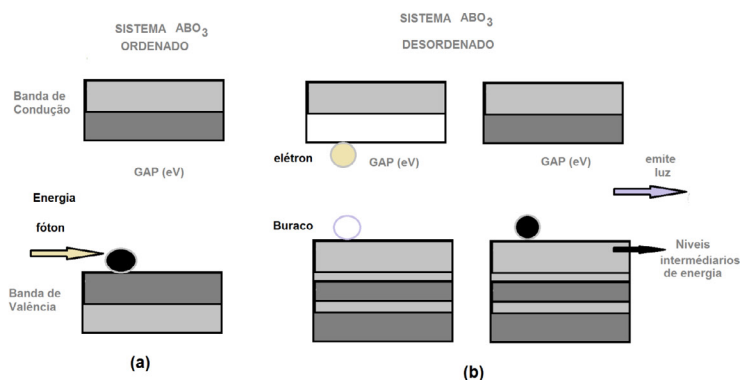 SISTEMA ABO3
ORDENADO
SISTEMA ABO3
DESORDENADO
Banda de
Condução
GAP (eV)
elétron
GAP (eV)
GAP (eV)
emite
luz
Energia
fóton
Buraco
Niveis
intermédiarios
de energia
Banda de
Valência
(a)
(b)